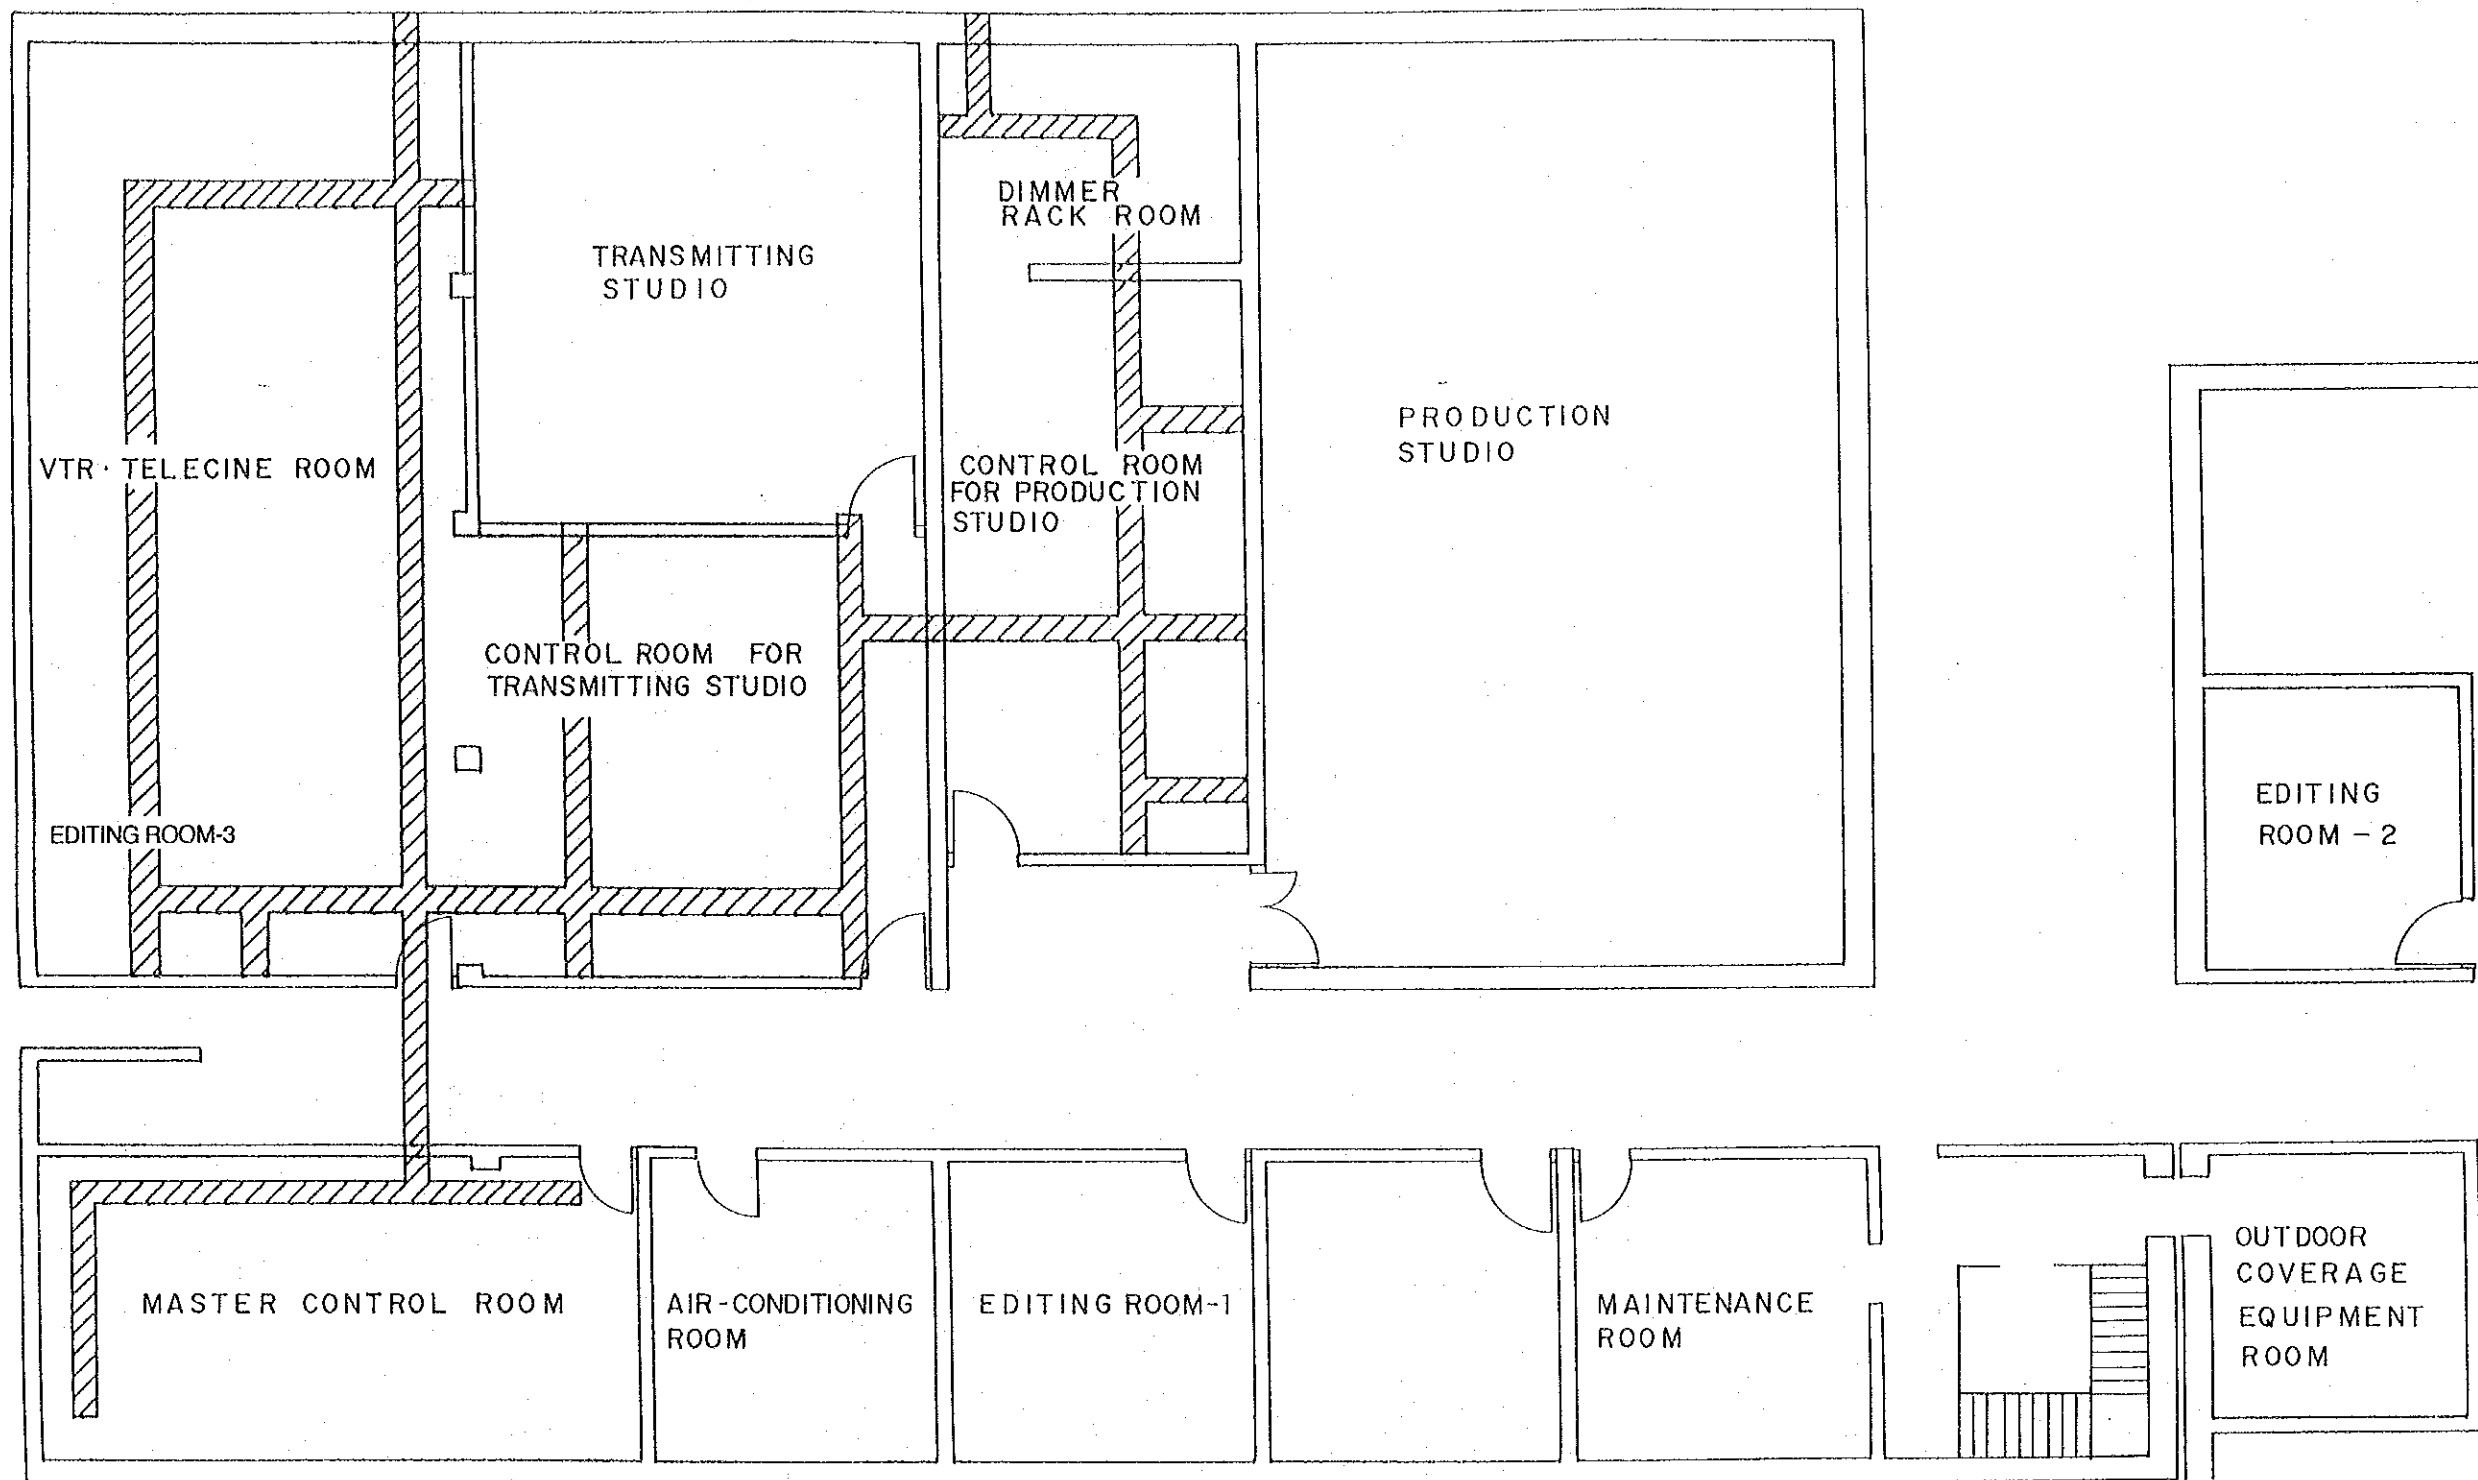 DIMMER
RACK ROOM
TRANSMITTING
STUDIO
PRODUCTION
STUDIO
VTR · TELECINE ROOM
CONTROL ROOM
FOR PRODUCTION
STUDIO
CONTROL ROOM FOR
TRANSMITTING STUDIO
EDITING
ROOM - 2
EDITING ROOM-3
MASTER CONTROL ROOM
AIR-CONDITIONING
ROOM
EDITING ROOM-1
MAINTENANCE
ROOM
OUTDOOR
COVERAGE
EQUIPMENT
ROOM